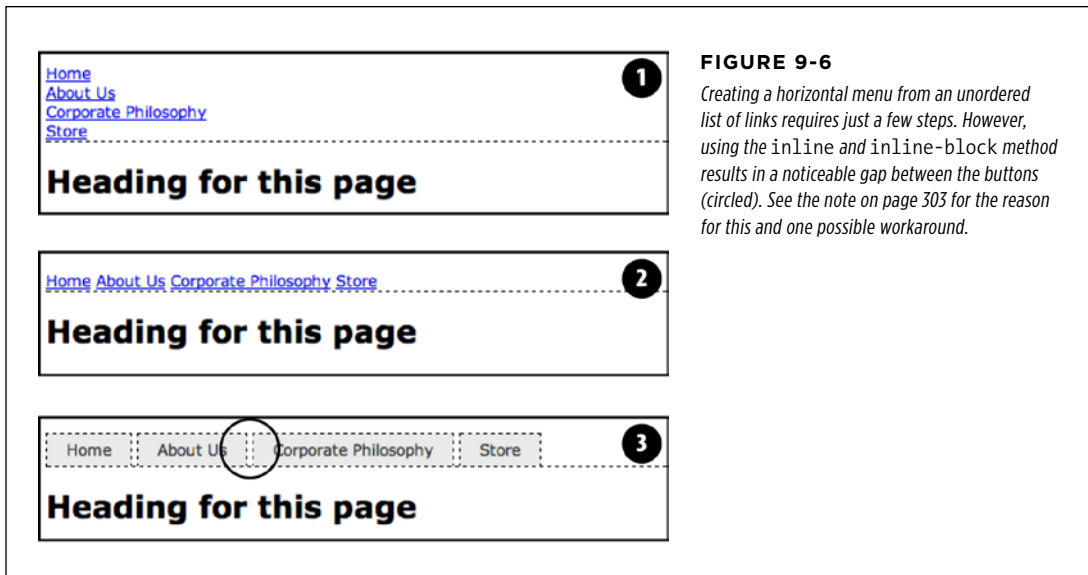 Home
About Us
Corporate Philosophy
Store
1
Heading for this page
Home About Us Corporate Philosophy Store
2
Heading for this page
Home About Us Corporate Philosophy Store
3
Heading for this page
FIGURE 9-6
Creating a horizontal menu from an unordered
list of links requires just a few steps. However,
using the inline and inline-block method
results in a noticeable gap between the buttons
(circled). See the note on page 303 for the reason
for this and one possible workaround.